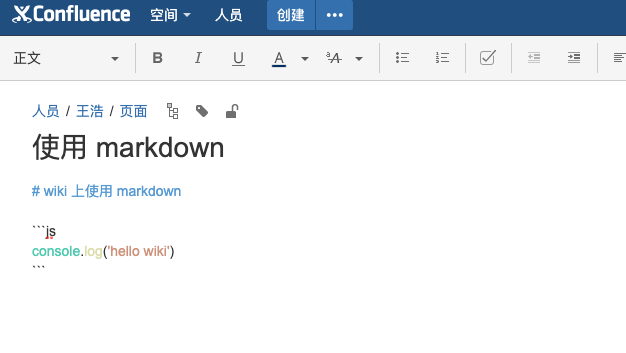 Confluence 空间 人员 创建 •••
正文 B I U A ªA
人员 / 王浩 / 页面
使用 markdown
# wiki 上使用 markdown
```js
console.log('hello wiki')
```